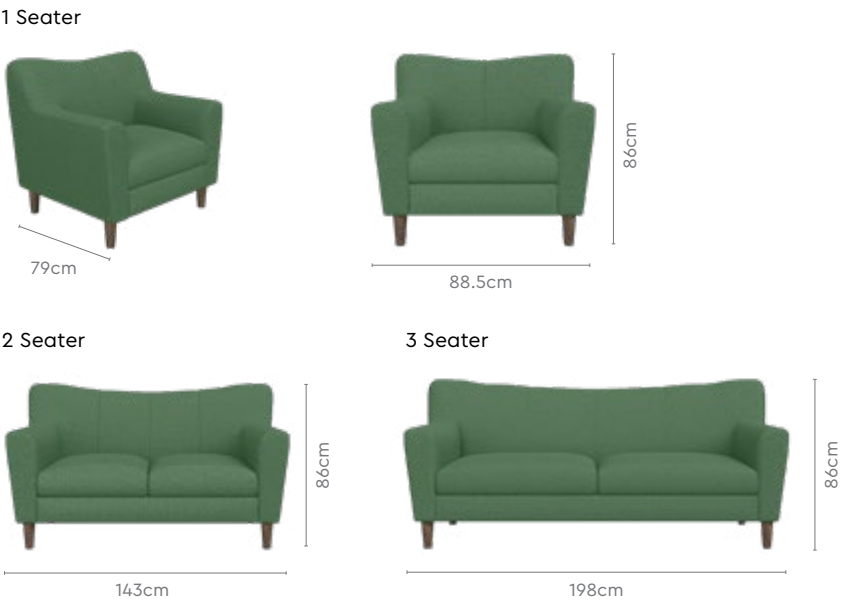 1 Seater
86cm
79cm
88.5cm
2 Seater
3 Seater
86cm
86cm
143cm
198cm